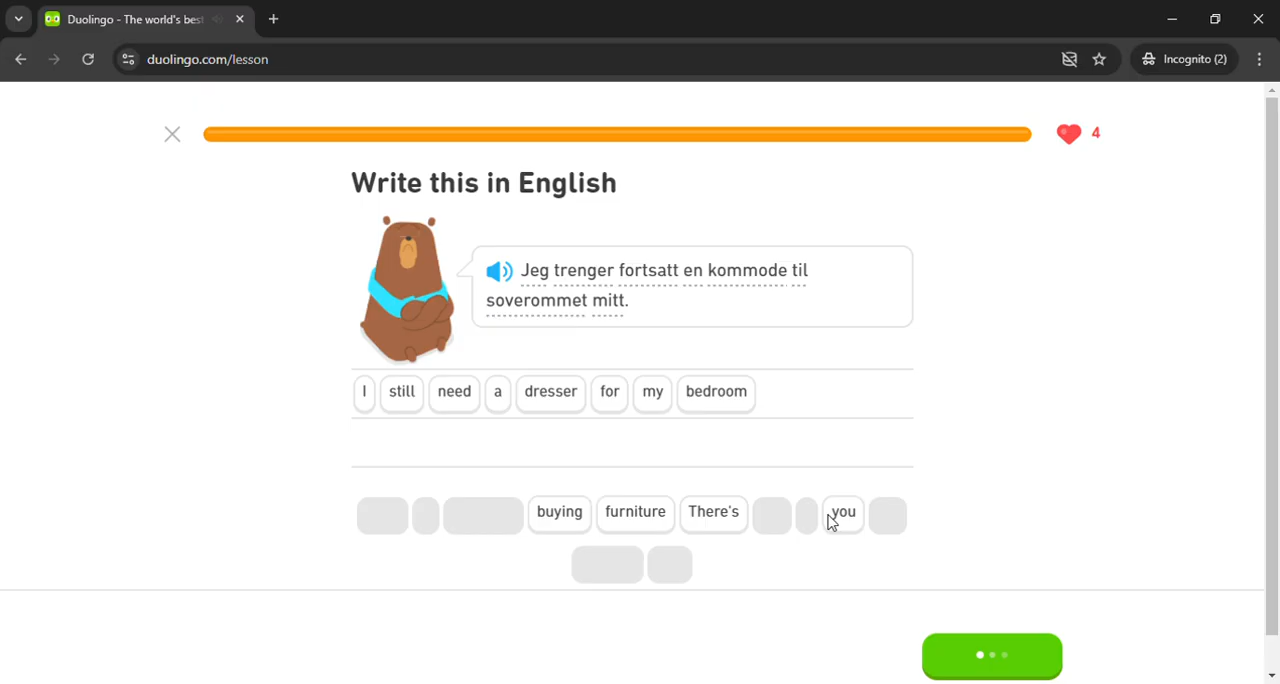 Duolingo - The world's best
duolingo.com/lesson
Incognito (2)
4
Write this in English
Jeg trenger fortsatt en kommode til
soverommet mitt.
I still need a dresser for my bedroom
buying furniture There's you